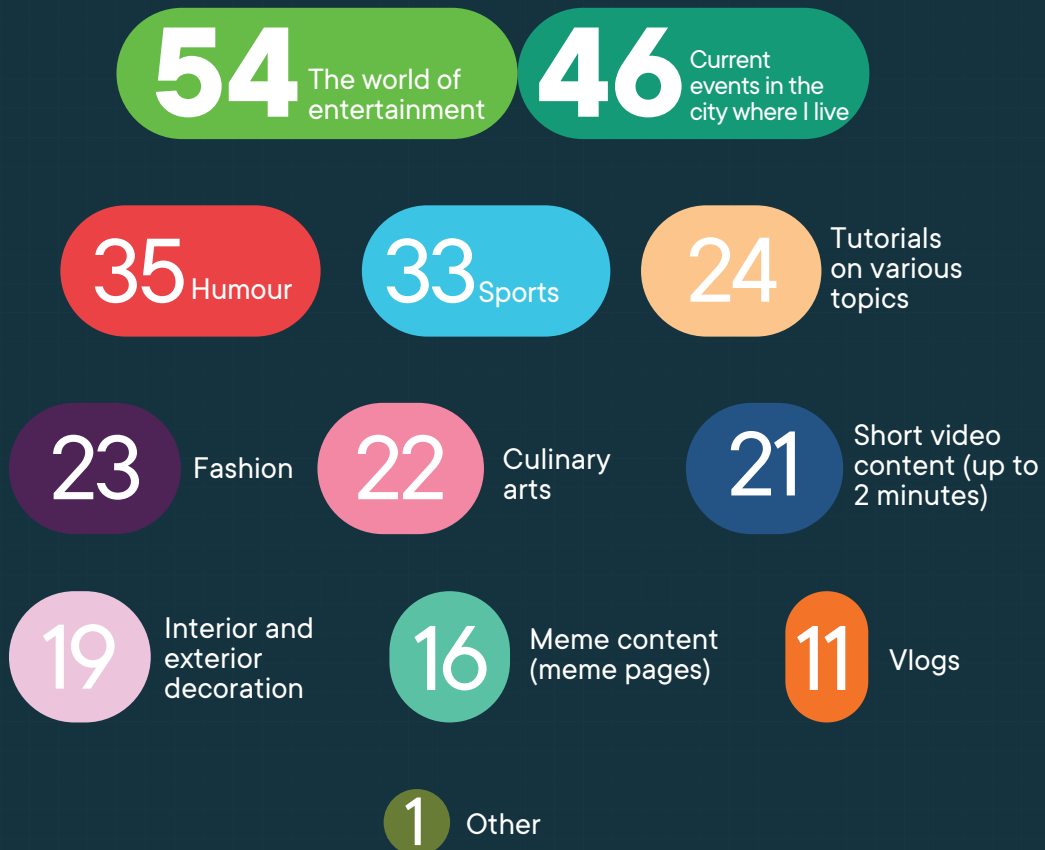 54 The world of
entertainment
46 Current
events in the
city where I live
35 Humour
33 Sports
24 Tutorials
on various
topics
23 Fashion
22 Culinary
arts
21 Short video
content (up to
2 minutes)
19 Interior and
exterior
decoration
16 Meme content
(meme pages)
11 Vlogs
1 Other